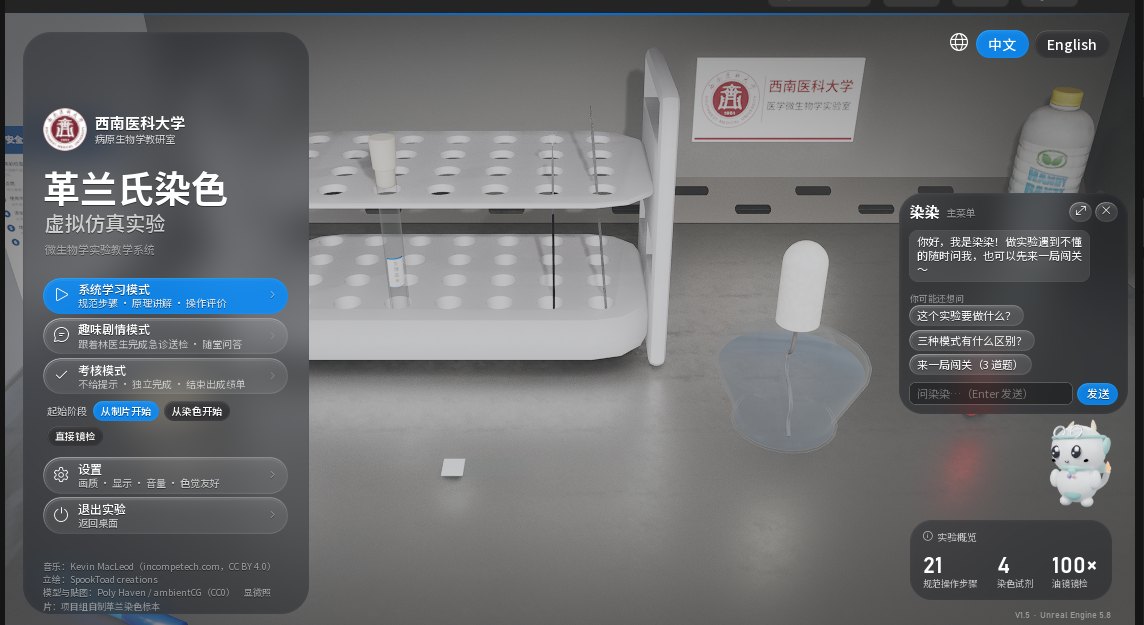 中文
English
西南医科大学
病原生物学教研室
革兰氏染色
虚拟仿真实验
微生物学实验教学系统
系统学习模式
规范步骤 · 原理讲解 · 操作评价
趣味剧情模式
跟着林医生完成急诊送检 · 随堂问答
考核模式
不给提示 · 独立完成 · 结束出成绩单
起始阶段
从制片开始
从染色开始
直接镜检
设置
画质 · 显示 · 音量 · 色觉友好
退出实验
返回桌面
音乐：Kevin MacLeod（incompetech.com，CC BY 4.0）
立绘：SpookToad creations
模型与贴图：Poly Haven / ambientCG（CC0） 显微照
片：项目组自制革兰染色标本
西南医科大学
医学微生物学实验室
1951
安全
染染 主菜单
你好，我是染染！做实验遇到不懂
的随时问我，也可以先来一局闯关
～
你可能还想问
这个实验要做什么？
三种模式有什么区别？
来一局闯关（3 道题）
问染染…（Enter 发送）
发送
实验概览
21
规范操作步骤
4
染色试剂
100×
油镜镜检
V1.5 · Unreal Engine 5.8